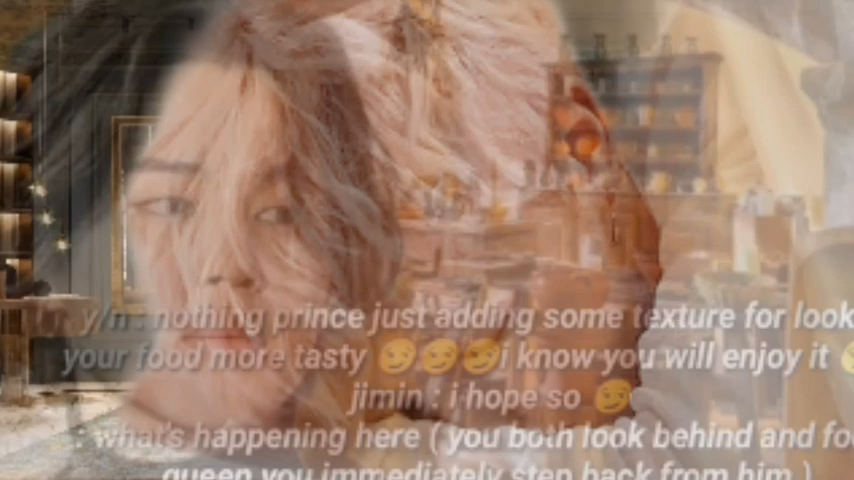 y/n : nothing prince just adding some texture for look
your food more tasty 😏😏😏i know you will enjoy it
jimin : i hope so 😏
: what's happening here ( you both look behind and
queen you immediately step back from him )